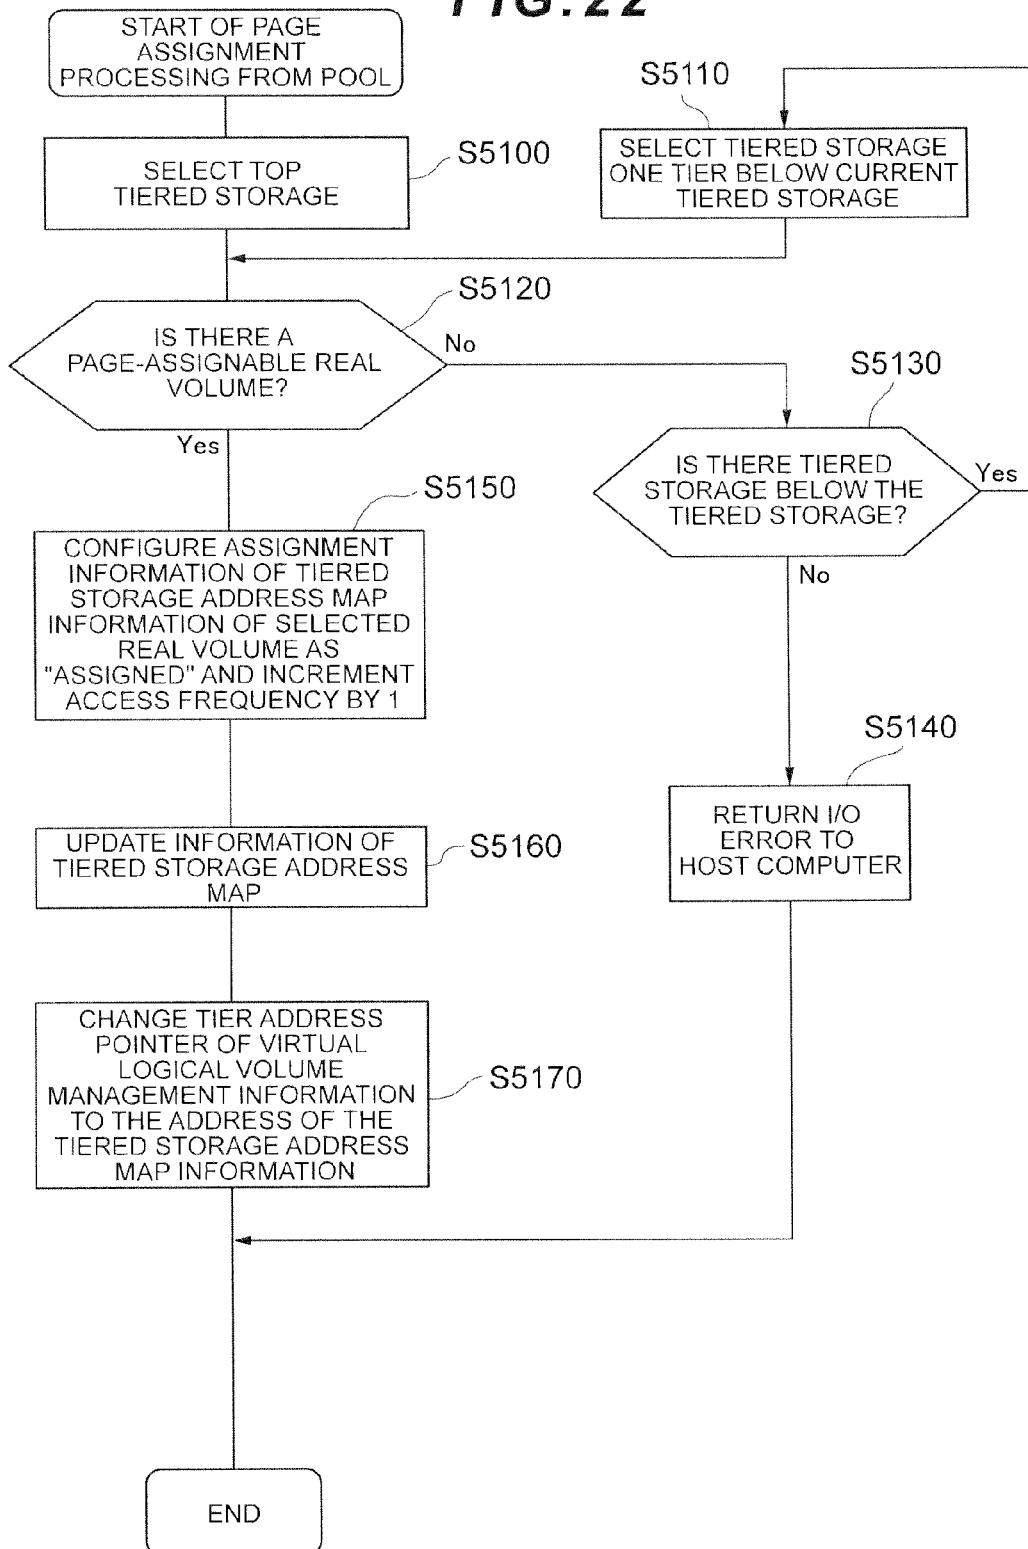 FIG.22
START OF PAGE
ASSIGNMENT
PROCESSING FROM POOL
S5100
SELECT TOP
TIERED STORAGE
S5110
SELECT TIERED STORAGE
ONE TIER BELOW CURRENT
TIERED STORAGE
S5120
IS THERE A
PAGE-ASSIGNABLE REAL
VOLUME?
No
Yes
S5130
IS THERE TIERED
STORAGE BELOW THE
TIERED STORAGE?
Yes
No
S5150
CONFIGURE ASSIGNMENT
INFORMATION OF TIERED
STORAGE ADDRESS MAP
INFORMATION OF SELECTED
REAL VOLUME AS
"ASSIGNED" AND INCREMENT
ACCESS FREQUENCY BY 1
S5140
RETURN I/O
ERROR TO
HOST COMPUTER
S5160
UPDATE INFORMATION OF
TIERED STORAGE ADDRESS
MAP
S5170
CHANGE TIER ADDRESS
POINTER OF VIRTUAL
LOGICAL VOLUME
MANAGEMENT INFORMATION
TO THE ADDRESS OF THE
TIERED STORAGE ADDRESS
MAP INFORMATION
END